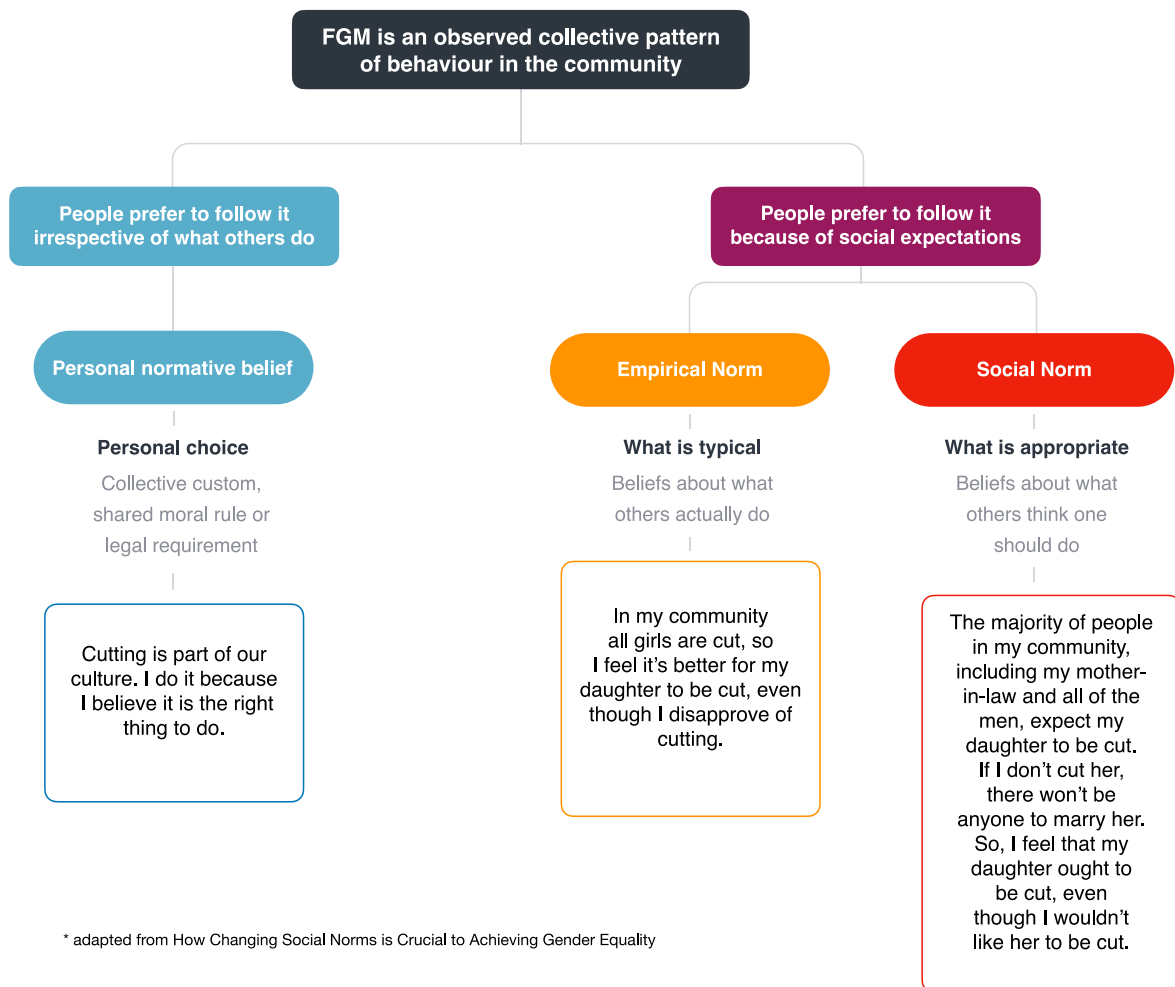 FGM is an observed collective pattern
of behaviour in the community
People prefer to follow it
irrespective of what others do
People prefer to follow it
because of social expectations
Personal normative belief
Empirical Norm
Social Norm
Personal choice
Collective custom,
shared moral rule or
legal requirement
What is typical
Beliefs about what
others actually do
What is appropriate
Beliefs about what
others think one
should do
Cutting is part of our
culture. I do it because
I believe it is the right
thing to do.
In my community
all girls are cut, so
I feel it’s better for my
daughter to be cut, even
though I disapprove of
cutting.
The majority of people
in my community,
including my mother-
in-law and all of the
men, expect my
daughter to be cut.
If I don’t cut her,
there won’t be
anyone to marry her.
So, I feel that my
daughter ought to
be cut, even
though I wouldn’t
like her to be cut.
* adapted from How Changing Social Norms is Crucial to Achieving Gender Equality